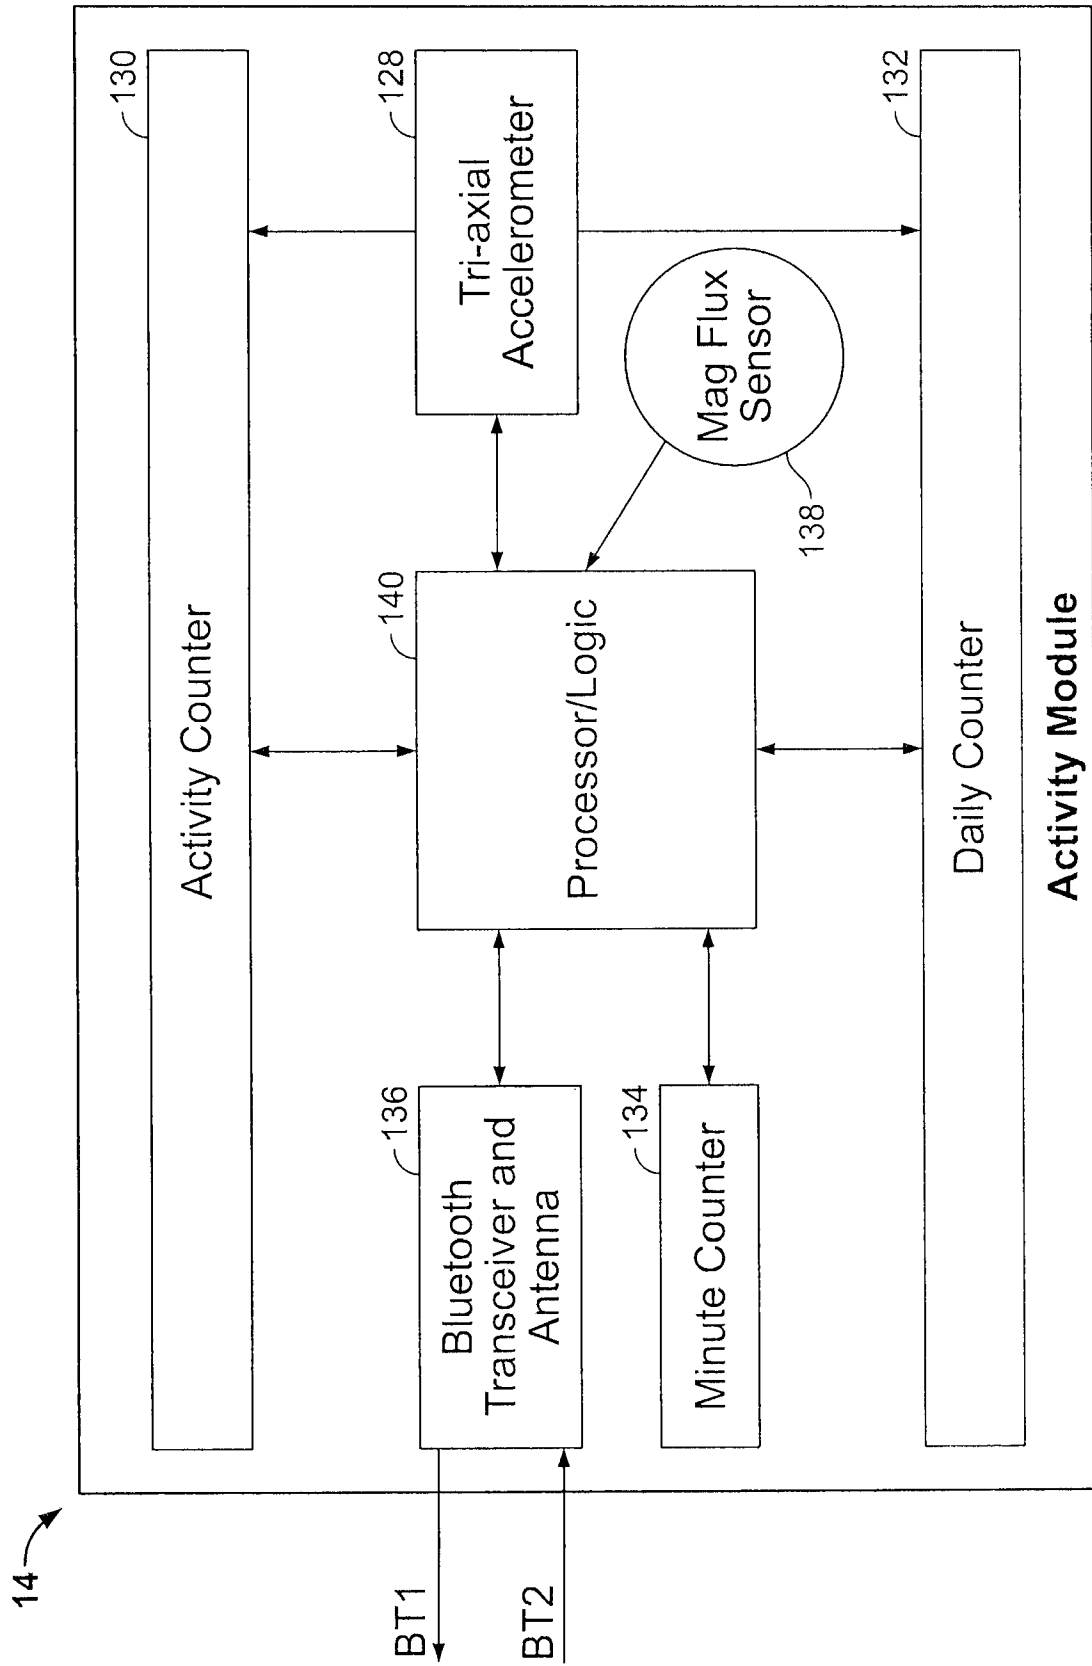 14
130
Activity Counter
136
Bluetooth
Transceiver and
Antenna
BT1
BT2
140
Processor/Logic
128
Tri-axial
Accelerometer
134
Minute Counter
138
Mag Flux
Sensor
132
Daily Counter
Activity Module